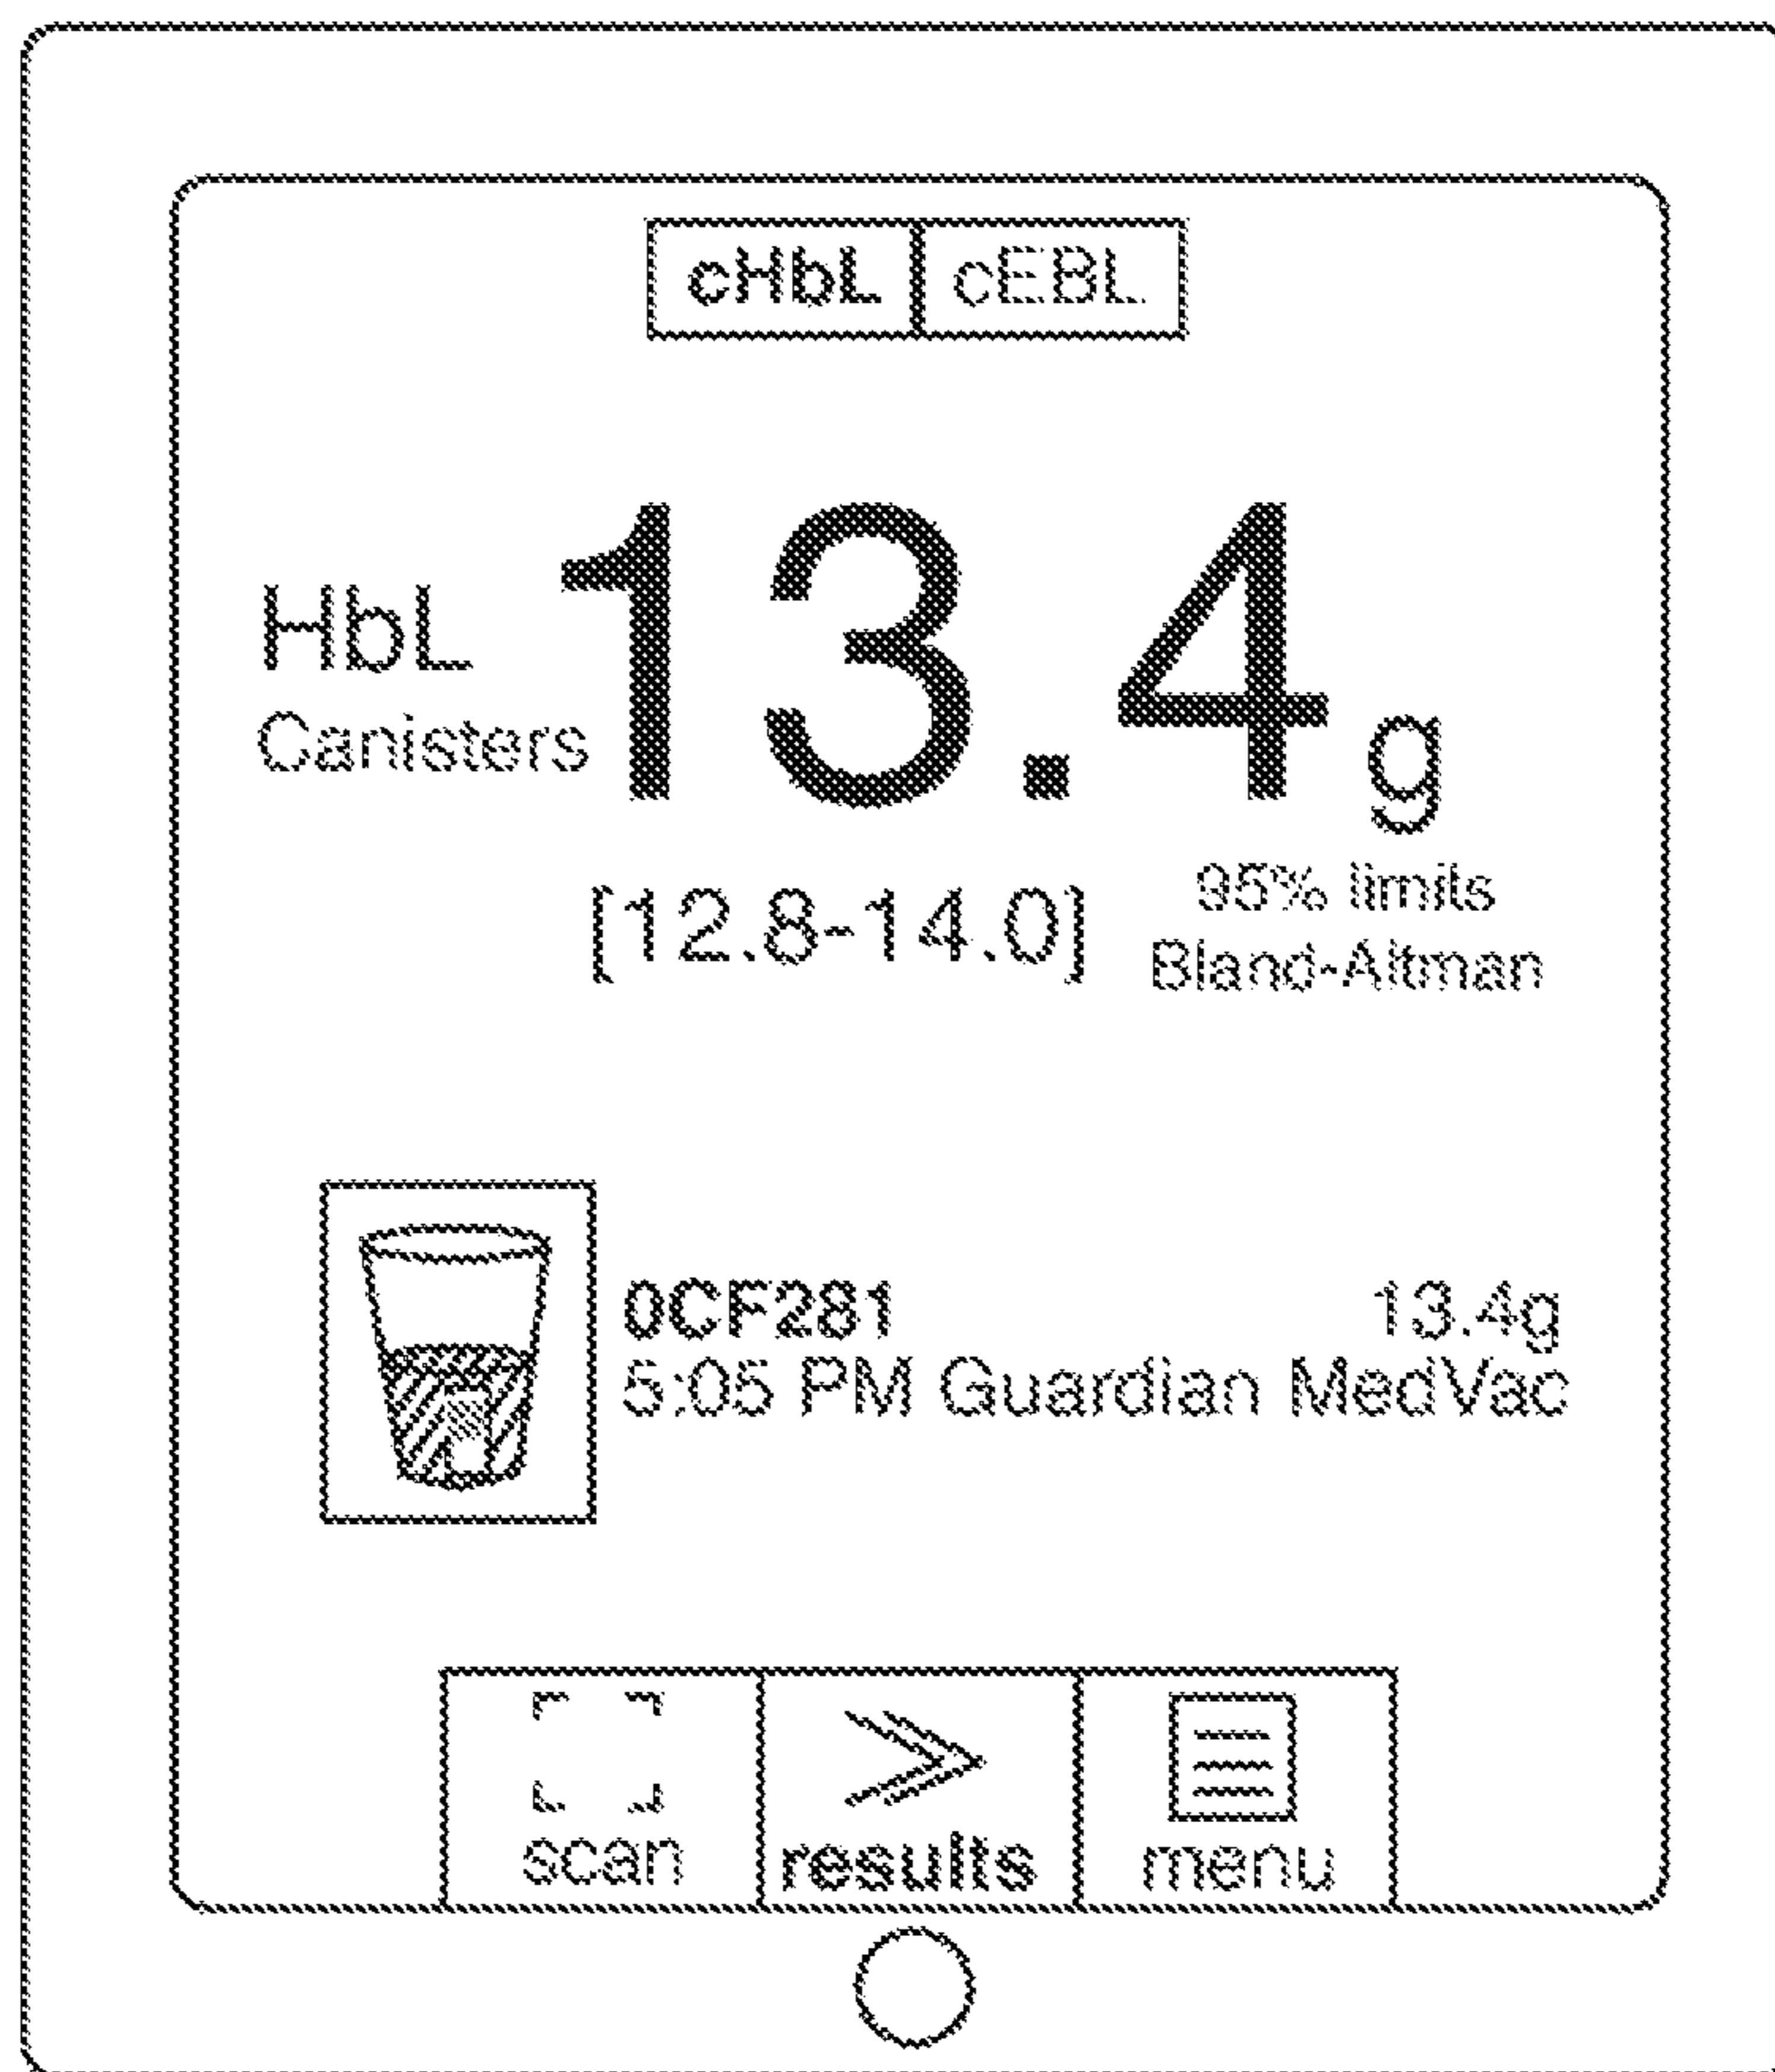 cHbL cEBL
HbL 13.4 g
Canisters
[12.8-14.0] 95% limits
Bland-Altman
0CF281 13.4g
5:05 PM Guardian MedVac
scan results menu